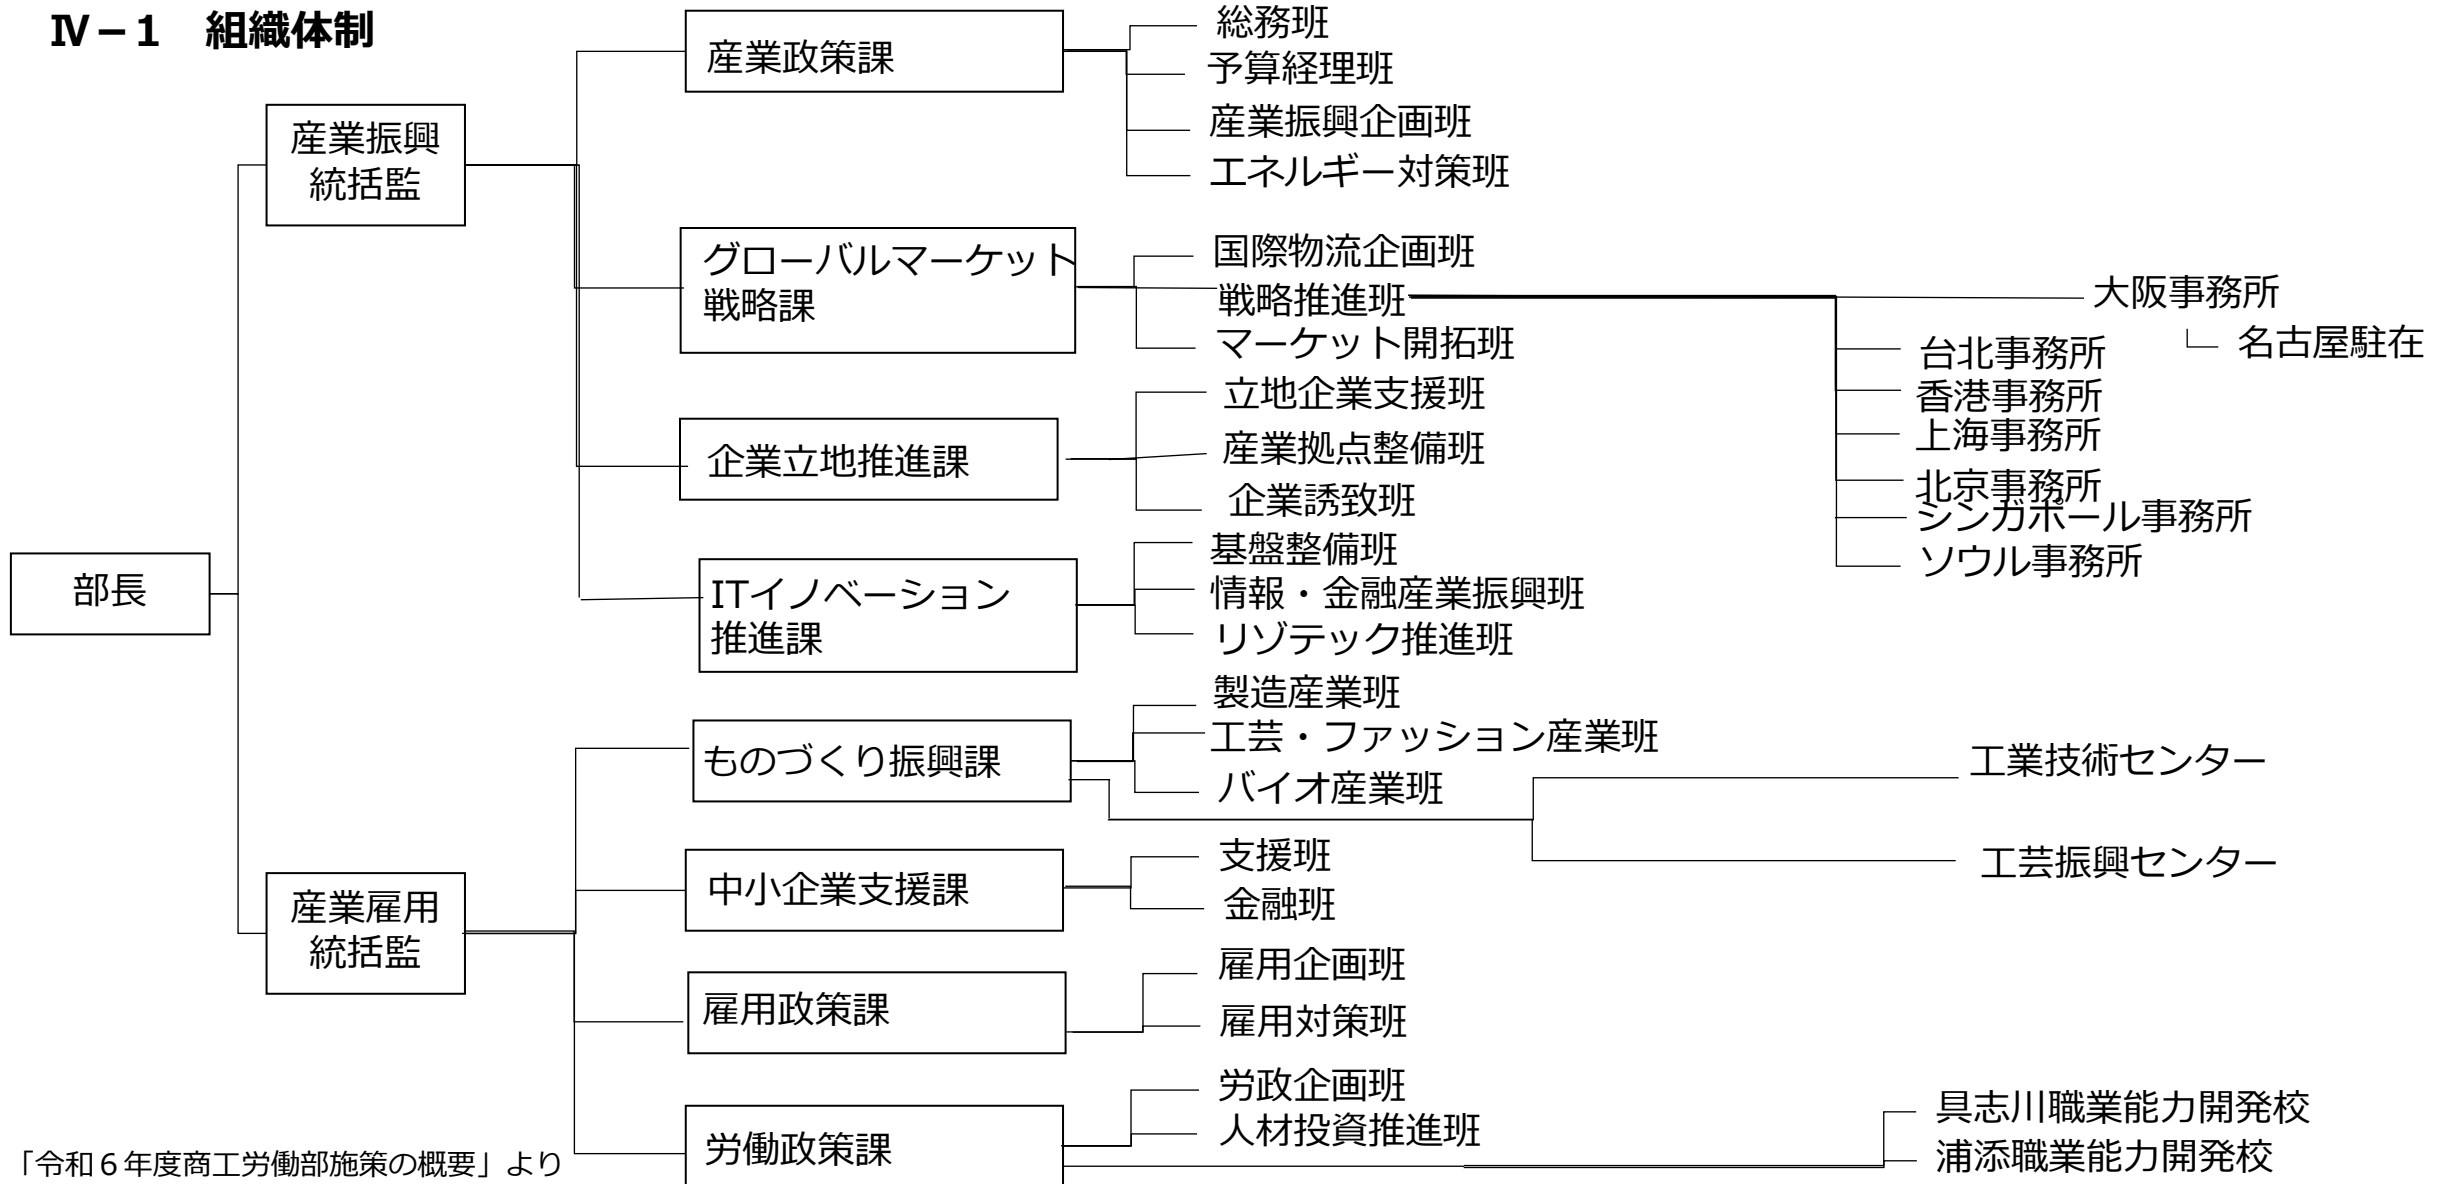 Ⅳ－１　組織体制
部長
産業振興
統括監
産業政策課
総務班
予算経理班
産業振興企画班
エネルギー対策班
グローバルマーケット
戦略課
国際物流企画班
戦略推進班
マーケット開拓班
大阪事務所
名古屋駐在
台北事務所
香港事務所
上海事務所
北京事務所
シンガポール事務所
ソウル事務所
企業立地推進課
立地企業支援班
産業拠点整備班
企業誘致班
ITイノベーション
推進課
基盤整備班
情報・金融産業振興班
リゾテック推進班
産業雇用
統括監
ものづくり振興課
製造産業班
工芸・ファッション産業班
バイオ産業班
工業技術センター
工芸振興センター
中小企業支援課
支援班
金融班
雇用政策課
雇用企画班
雇用対策班
労働政策課
労政企画班
人材投資推進班
具志川職業能力開発校
浦添職業能力開発校
「令和６年度商工労働部施策の概要」より